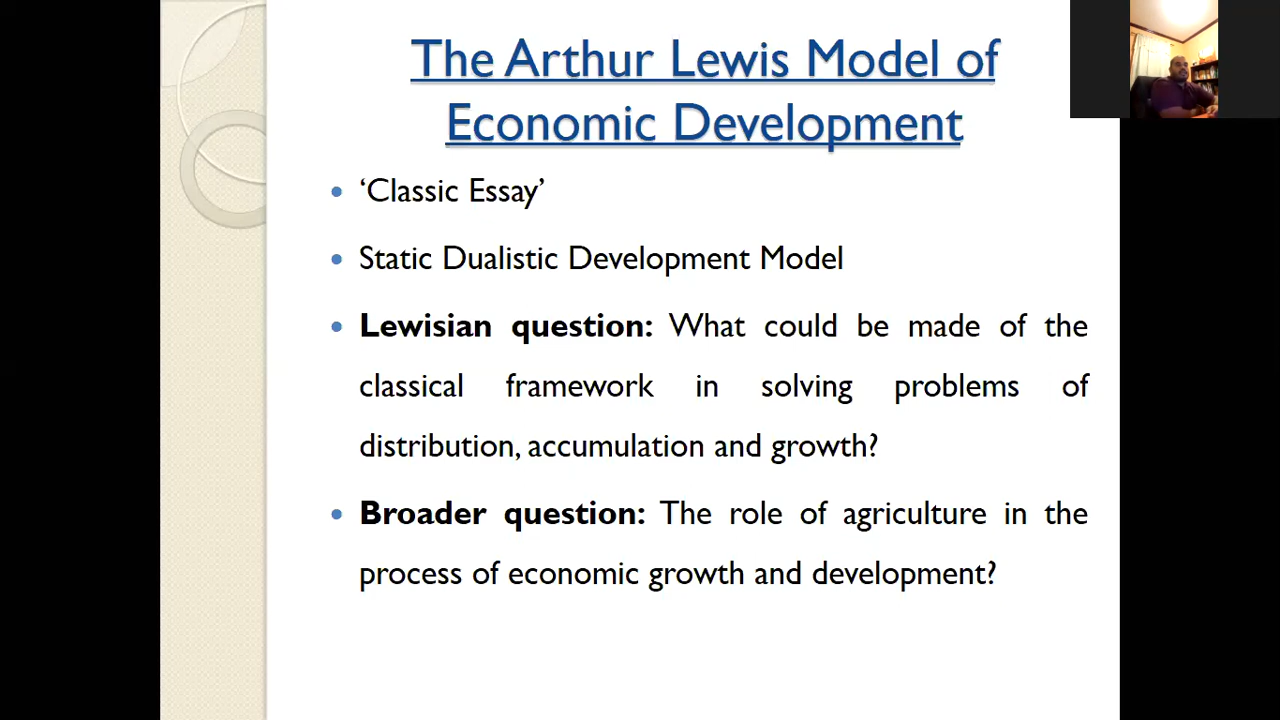 The Arthur Lewis Model of
Economic Development
• ‘Classic Essay’
• Static Dualistic Development Model
• Lewisian question: What could be made of the
classical framework in solving problems of
distribution, accumulation and growth?
• Broader question: The role of agriculture in the
process of economic growth and development?